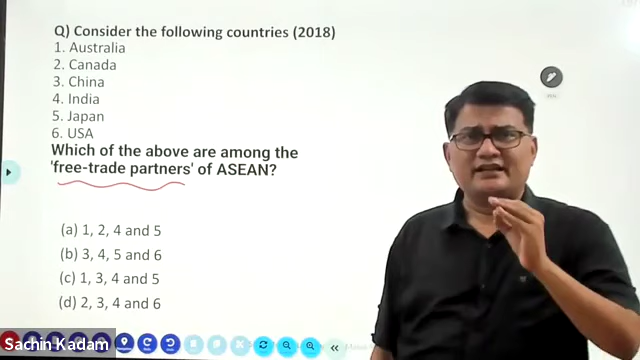 Q) Consider the following countries (2018)
1. Australia
2. Canada
3. China
4. India
5. Japan
6. USA
Which of the above are among the
'free-trade partners' of ASEAN?
(a) 1, 2, 4 and 5
(b) 3, 4, 5 and 6
(c) 1, 3, 4 and 5
(d) 2, 3, 4 and 6
Sachin Kadam